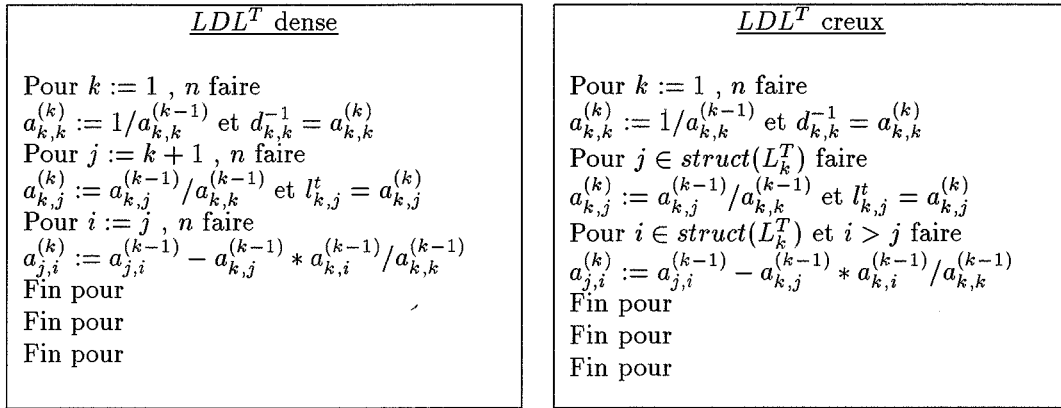 LDL^T dense
Pour k := 1 , n faire
a_{k,k}^{(k)} := 1/a_{k,k}^{(k-1)} et d_{k,k}^{-1} = a_{k,k}^{(k)}
Pour j := k + 1 , n faire
a_{k,j}^{(k)} := a_{k,j}^{(k-1)}/a_{k,k}^{(k-1)} et l_{k,j}^{t} = a_{k,j}^{(k)}
Pour i := j , n faire
a_{j,i}^{(k)} := a_{j,i}^{(k-1)} - a_{k,j}^{(k-1)} * a_{k,i}^{(k-1)}/a_{k,k}^{(k-1)}
Fin pour
Fin pour
Fin pour
LDL^T creux
Pour k := 1 , n faire
a_{k,k}^{(k)} := 1/a_{k,k}^{(k-1)} et d_{k,k}^{-1} = a_{k,k}^{(k)}
Pour j ∈ struct(L_k^T) faire
a_{k,j}^{(k)} := a_{k,j}^{(k-1)}/a_{k,k}^{(k-1)} et l_{k,j}^{t} = a_{k,j}^{(k)}
Pour i ∈ struct(L_k^T) et i > j faire
a_{j,i}^{(k)} := a_{j,i}^{(k-1)} - a_{k,j}^{(k-1)} * a_{k,i}^{(k-1)}/a_{k,k}^{(k-1)}
Fin pour
Fin pour
Fin pour